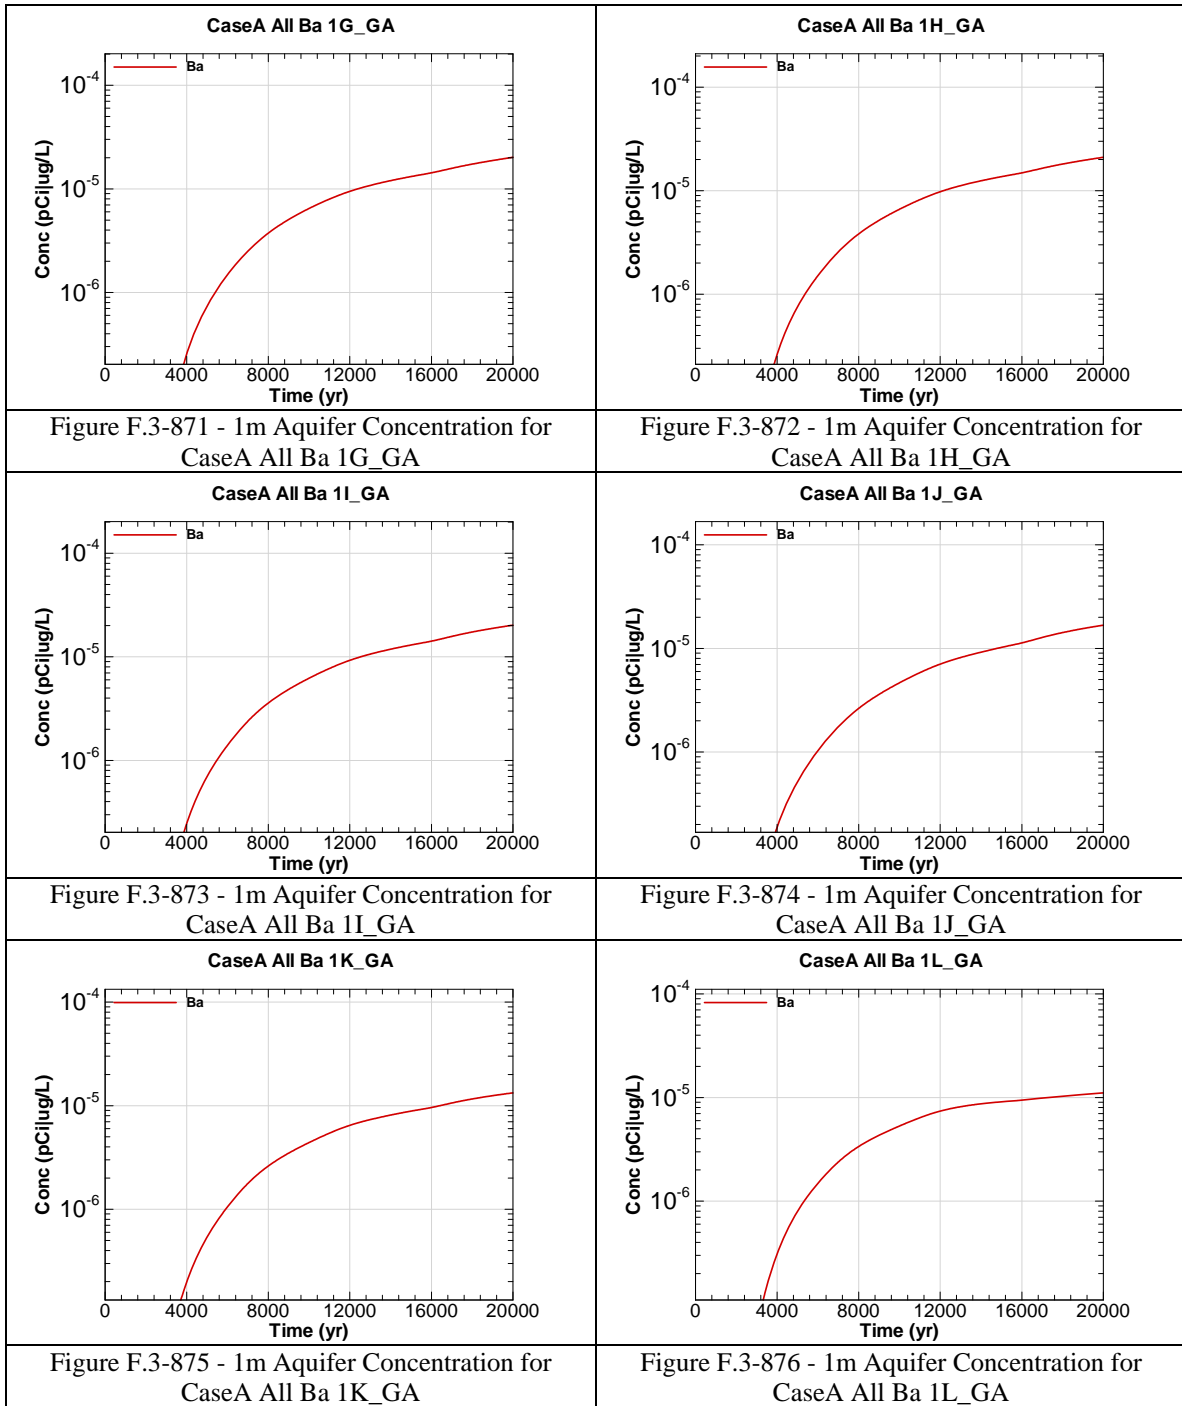 CaseA All Ba 1G_GA
Ba
10-4
10-5
10-6
Conc (pCi|ug/L)
0 4000 8000 12000 16000 20000
Time (yr)
Figure F.3-871 - 1m Aquifer Concentration for
CaseA All Ba 1G_GA
CaseA All Ba 1H_GA
Ba
10-4
10-5
10-6
Conc (pCi|ug/L)
0 4000 8000 12000 16000 20000
Time (yr)
Figure F.3-872 - 1m Aquifer Concentration for
CaseA All Ba 1H_GA
CaseA All Ba 1I_GA
Ba
10-4
10-5
10-6
Conc (pCi|ug/L)
0 4000 8000 12000 16000 20000
Time (yr)
Figure F.3-873 - 1m Aquifer Concentration for
CaseA All Ba 1I_GA
CaseA All Ba 1J_GA
Ba
10-4
10-5
10-6
Conc (pCi|ug/L)
0 4000 8000 12000 16000 20000
Time (yr)
Figure F.3-874 - 1m Aquifer Concentration for
CaseA All Ba 1J_GA
CaseA All Ba 1K_GA
Ba
10-4
10-5
10-6
Conc (pCi|ug/L)
0 4000 8000 12000 16000 20000
Time (yr)
Figure F.3-875 - 1m Aquifer Concentration for
CaseA All Ba 1K_GA
CaseA All Ba 1L_GA
Ba
10-4
10-5
10-6
Conc (pCi|ug/L)
0 4000 8000 12000 16000 20000
Time (yr)
Figure F.3-876 - 1m Aquifer Concentration for
CaseA All Ba 1L_GA